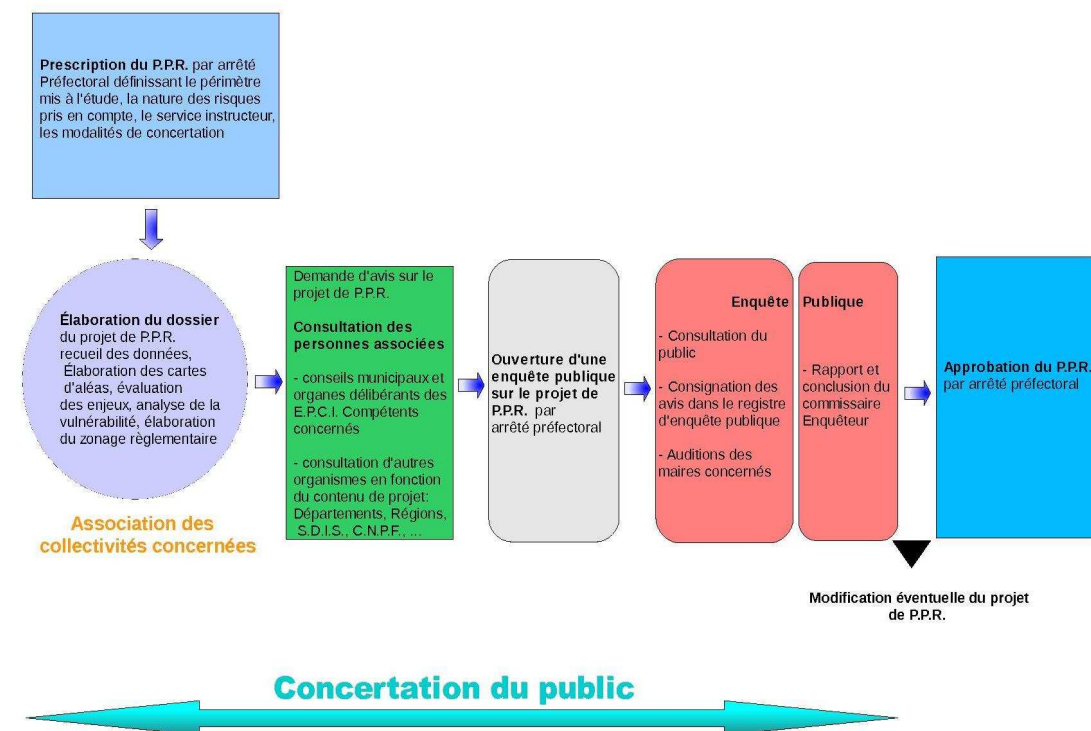 Prescription du P.P.R. par arrêté
Préfectoral définissant le périmètre
mis à l'étude, la nature des risques
pris en compte, le service instructeur,
les modalités de concertation
Élaboration du dossier
du projet de P.P.R.
recueil des données,
Élaboration des cartes
d'aléas, évaluation
des enjeux, analyse de la
vulnérabilité, élaboration
du zonage règlementaire
Association des
collectivités concernées
Demande d'avis sur le
projet de P.P.R.
Consultation des
personnes associées
- conseils municipaux et
organes délibérants des
E.P.C.I. Compétents
concernés
- consultation d'autres
organismes en fonction
du contenu de projet:
Départements, Régions,
S.D.I.S., C.N.P.F., ...
Ouverture d'une
enquête publique
sur le projet de
P.P.R. par
arrêté préfectoral
Enquête
- Consultation du
public
- Consignation des
avis dans le registre
d'enquête publique
- Auditions des
maires concernés
Publique
- Rapport et
conclusion du
commissaire
Enquêteur
Approbation du P.P.R.
par arrêté préfectoral
Modification éventuelle du projet
de P.P.R.
Concertation du public